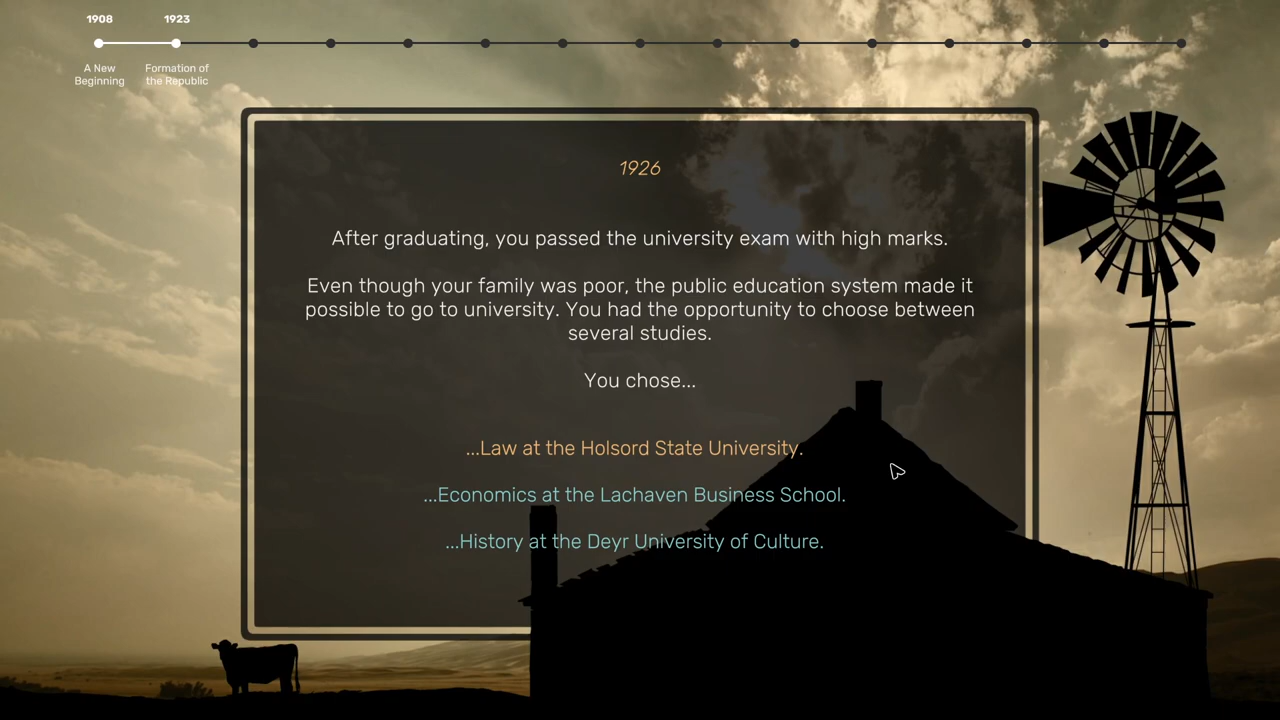 1908
1923
A New
Beginning
Formation of
the Republic
1926
After graduating, you passed the university exam with high marks.
Even though your family was poor, the public education system made it
possible to go to university. You had the opportunity to choose between
several studies.
You chose...
...Law at the Holsord State University.
...Economics at the Lachaven Business School.
...History at the Deyr University of Culture.